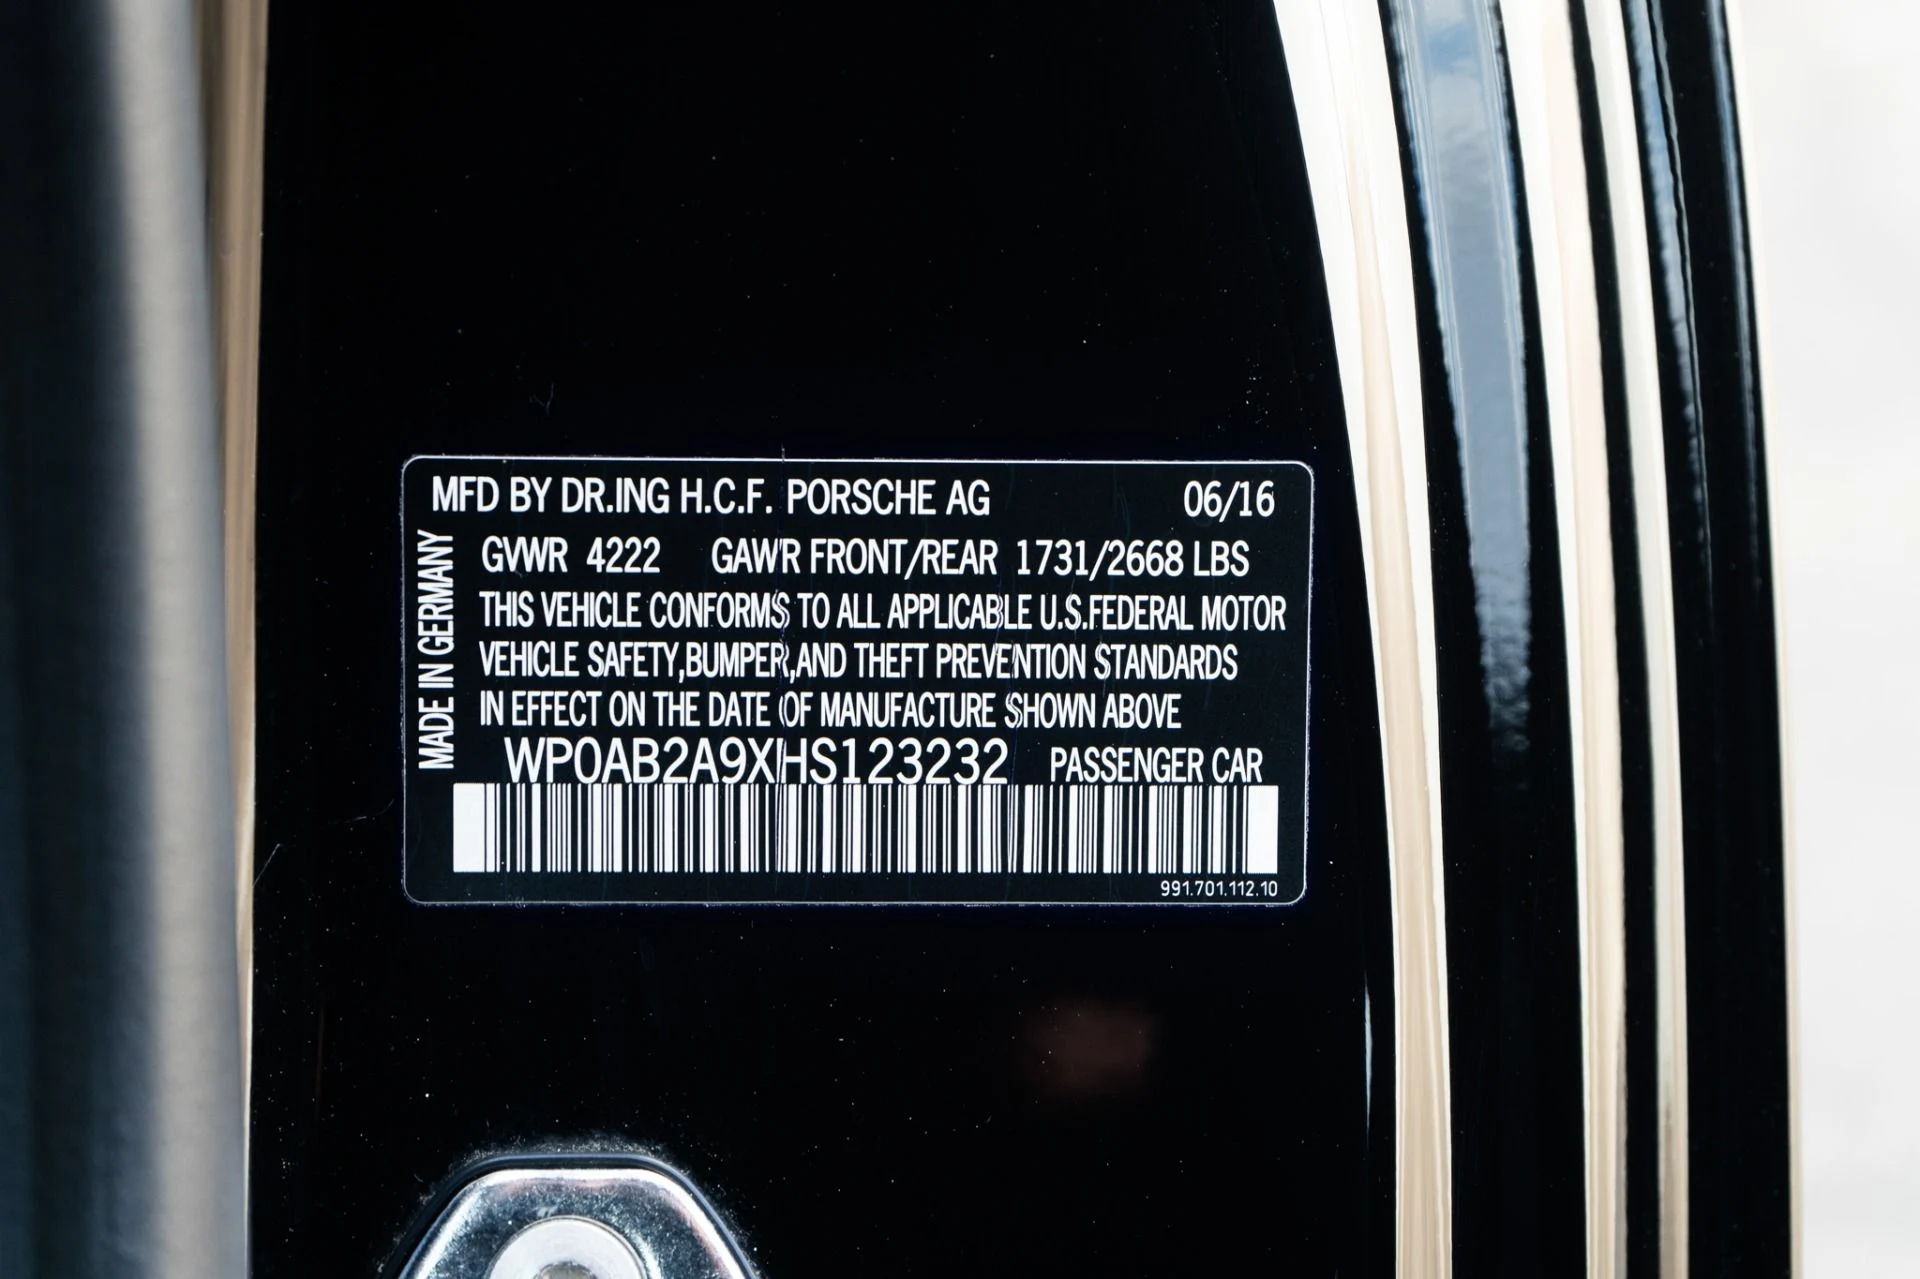 MFD BY DR.ING H.C.F. PORSCHE AG 06/16
GVWR 4222 GAWR FRONT/REAR 1731/2668 LBS
THIS VEHICLE CONFORMS TO ALL APPLICABLE U.S.FEDERAL MOTOR
VEHICLE SAFETY,BUMPER,AND THEFT PREVENTION STANDARDS
IN EFFECT ON THE DATE OF MANUFACTURE SHOWN ABOVE
WP0AB2A9XHS123232 PASSENGER CAR
991.701.112.10
MADE IN GERMANY